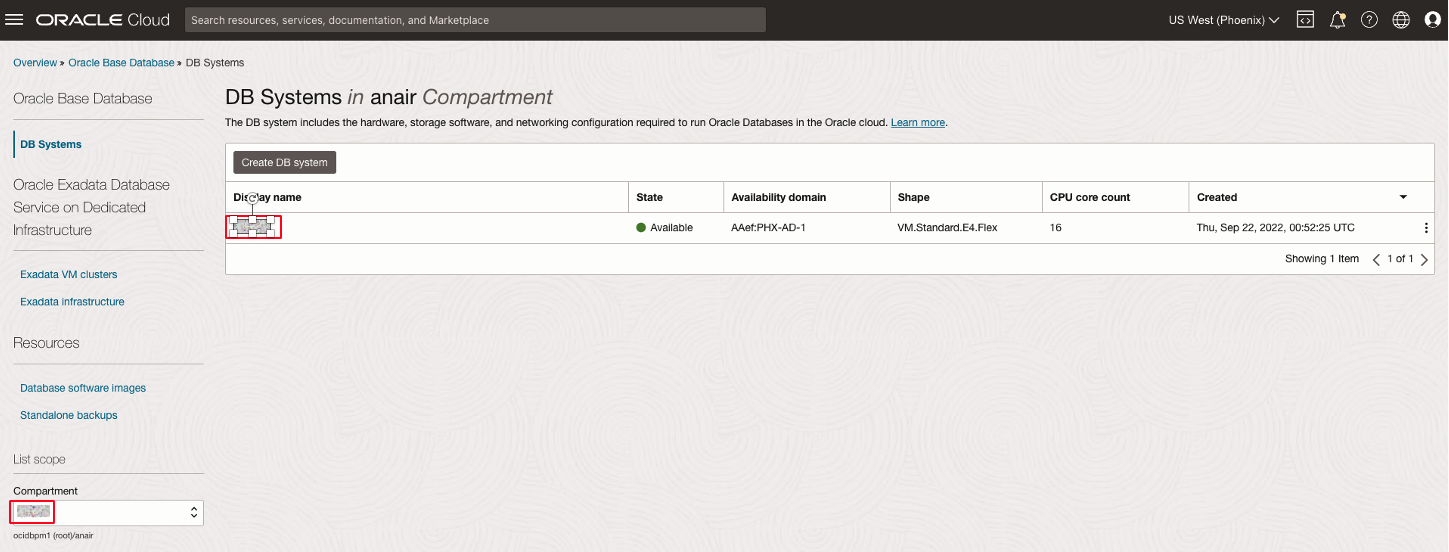 ORACLE Cloud
Search resources, services, documentation, and Marketplace
US West (Phoenix)
Overview » Oracle Base Database » DB Systems
Oracle Base Database
DB Systems
Oracle Exadata Database
Service on Dedicated
Infrastructure
Exadata VM clusters
Exadata infrastructure
Resources
Database software images
Standalone backups
List scope
Compartment
ocidbpm1 (root)/anair
DB Systems in anair Compartment
The DB system includes the hardware, storage software, and networking configuration required to run Oracle Databases in the Oracle cloud. Learn more.
Create DB system
Display name State Availability domain Shape CPU core count Created
Available AAef:PHX-AD-1 VM.Standard.E4.Flex 16 Thu, Sep 22, 2022, 00:52:25 UTC
Showing 1 Item 1 of 1